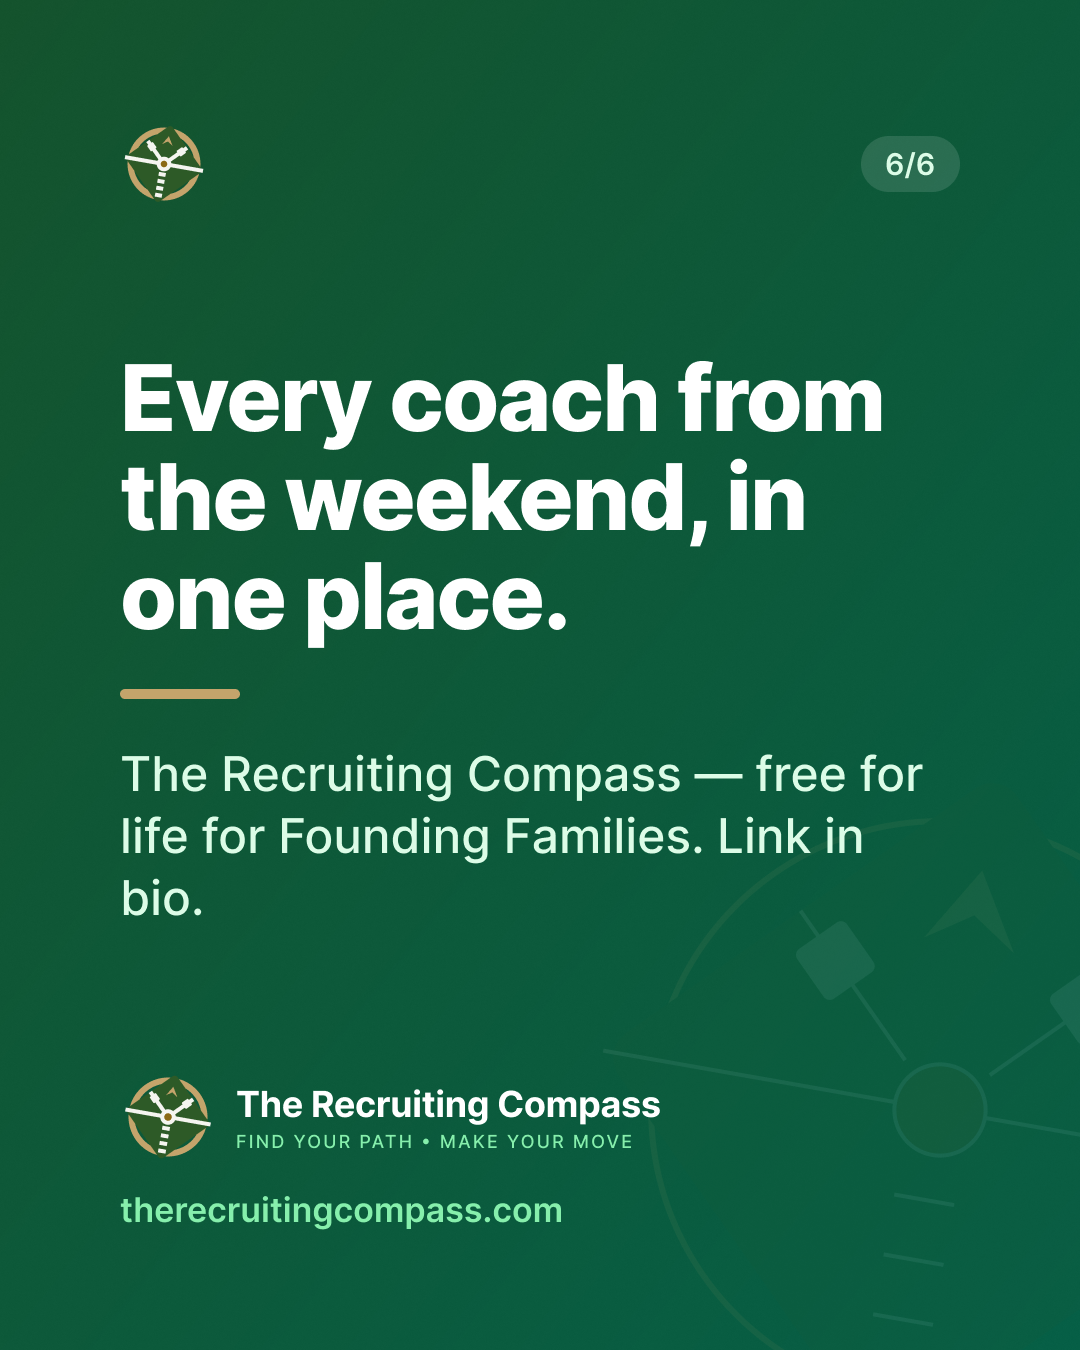 6/6
Every coach from
the weekend, in
one place.
The Recruiting Compass — free for
life for Founding Families. Link in
bio.
The Recruiting Compass
FIND YOUR PATH • MAKE YOUR MOVE
therecruitingcompass.com